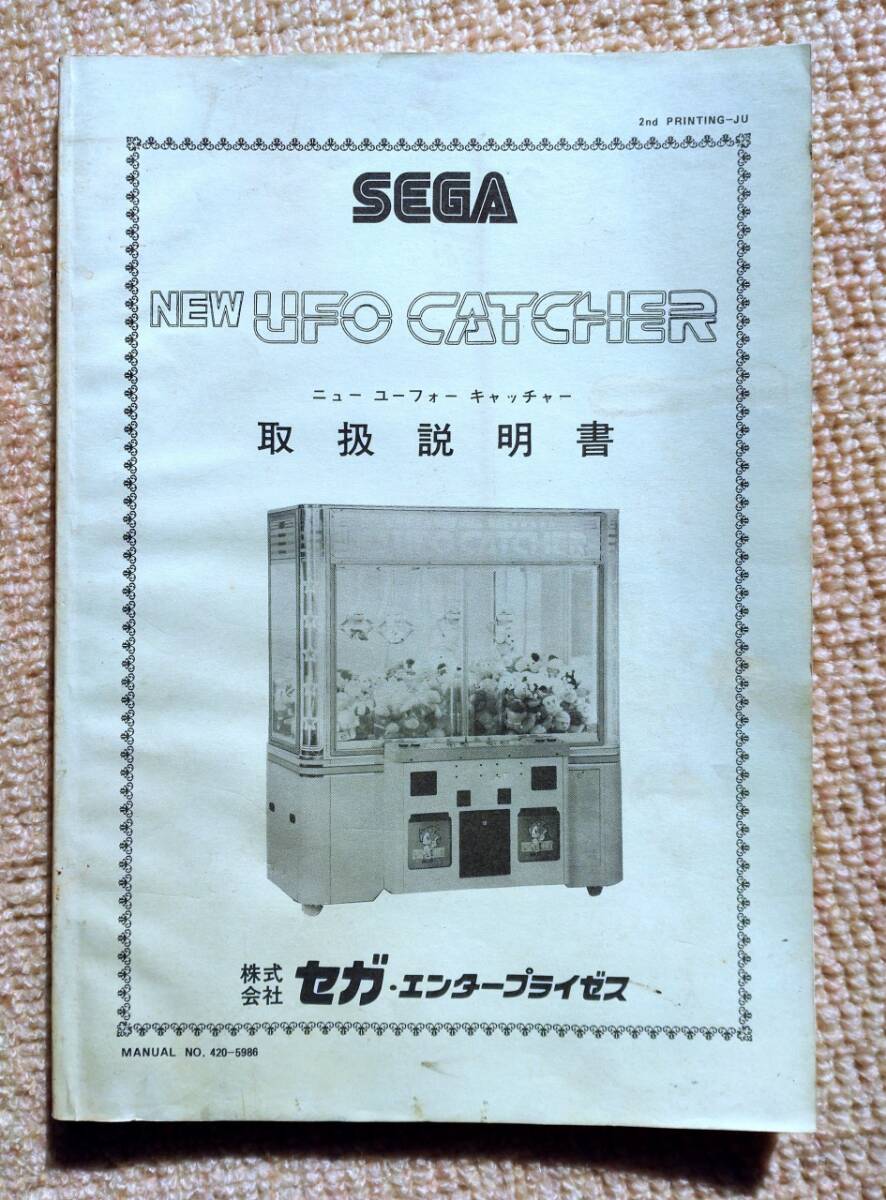 2nd PRINTING-JU
SEGA
NEW UFO CATCHER
ニュー ユーフォー キャッチャー
取扱説明書
株式会社 セガ・エンタープライゼス
MANUAL NO. 420-5986